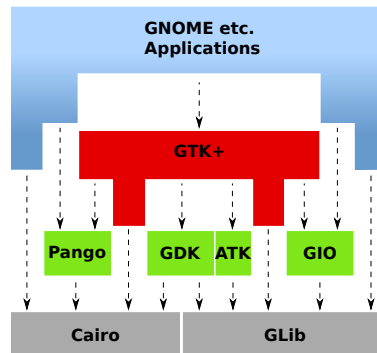 GNOME etc.
Applications
GTK+
Pango
GDK
ATK
GIO
Cairo
GLib